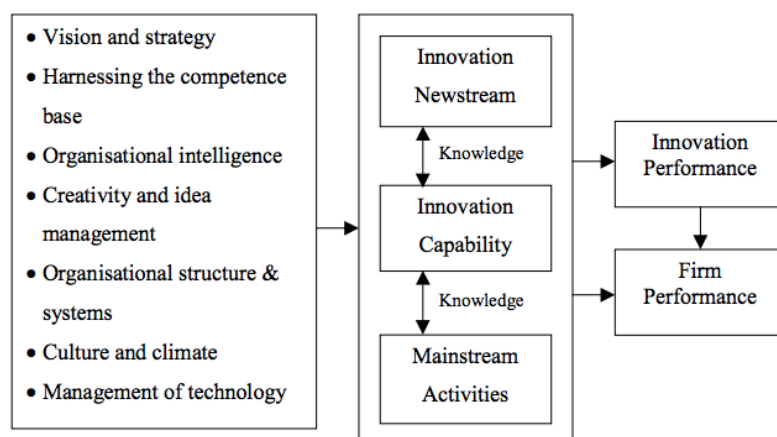 • Vision and strategy
• Harnessing the competence
base
• Organisational intelligence
• Creativity and idea
management
• Organisational structure &
systems
• Culture and climate
• Management of technology
Innovation
Newstream
Knowledge
Innovation
Capability
Knowledge
Mainstream
Activities
Innovation
Performance
Firm
Performance